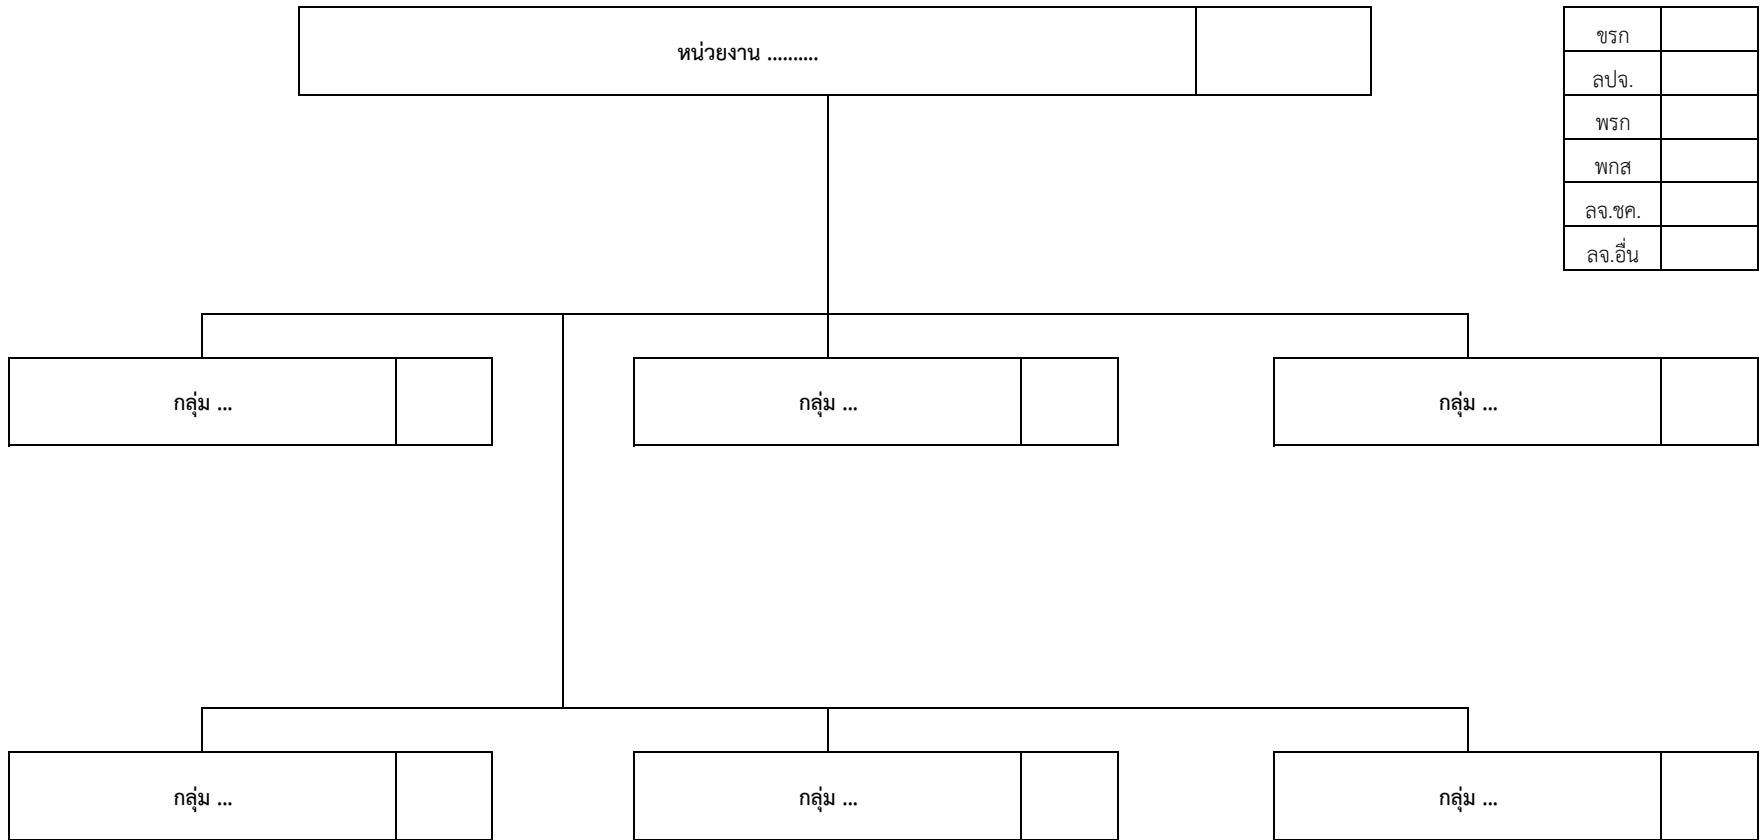 หน่วยงาน ..........
ขรก
ลปจ.
พรก
พกส
ลจ.ชค.
ลจ.อื่น
กลุ่ม ...
กลุ่ม ...
กลุ่ม ...
กลุ่ม ...
กลุ่ม ...
กลุ่ม ...